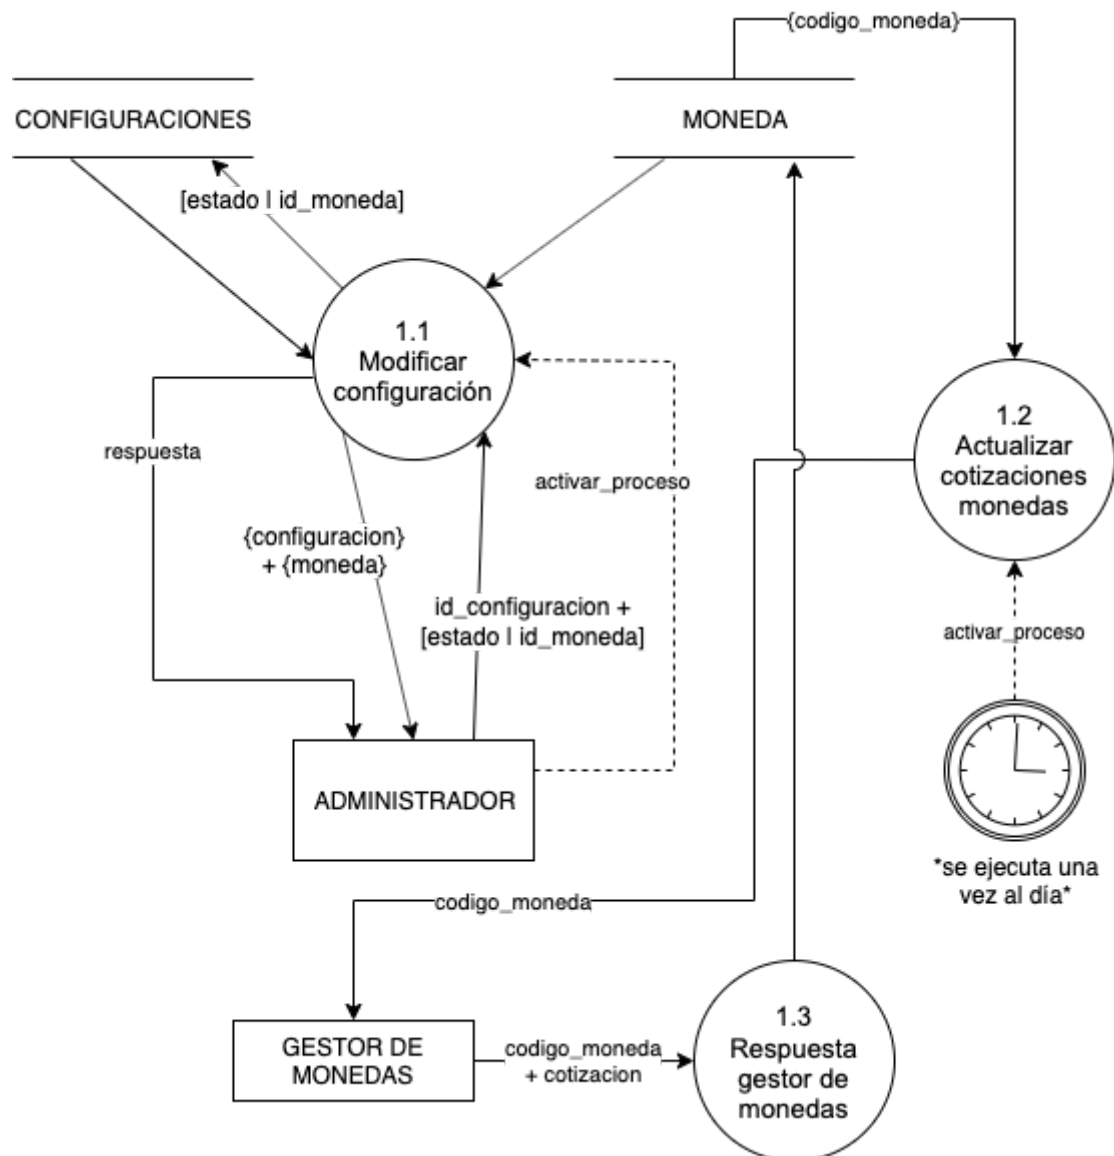 {codigo_moneda}
CONFIGURACIONES
MONEDA
[estado | id_moneda]
1.1
Modificar
configuración
1.2
Actualizar
cotizaciones
monedas
respuesta
activar_proceso
{configuracion}
+ {moneda}
id_configuracion +
[estado | id_moneda]
activar_proceso
ADMINISTRADOR
*se ejecuta una
vez al día*
codigo_moneda
1.3
Respuesta
gestor de
monedas
GESTOR DE
MONEDAS
codigo_moneda
+ cotizacion